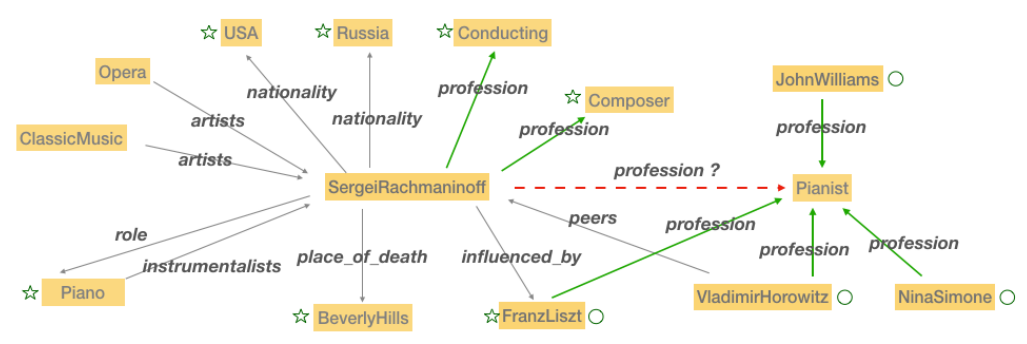 USA
Russia
Conducting
Opera
JohnWilliams
nationality
profession
Composer
artists
nationality
profession
profession
ClassicMusic
artists
profession ?
SergeiRachmaninoff
Pianist
peers
profession
role
instrumentalists
place_of_death
influenced_by
profession
profession
Piano
BeverlyHills
FranzLiszt
VladimirHorowitz
NinaSimone